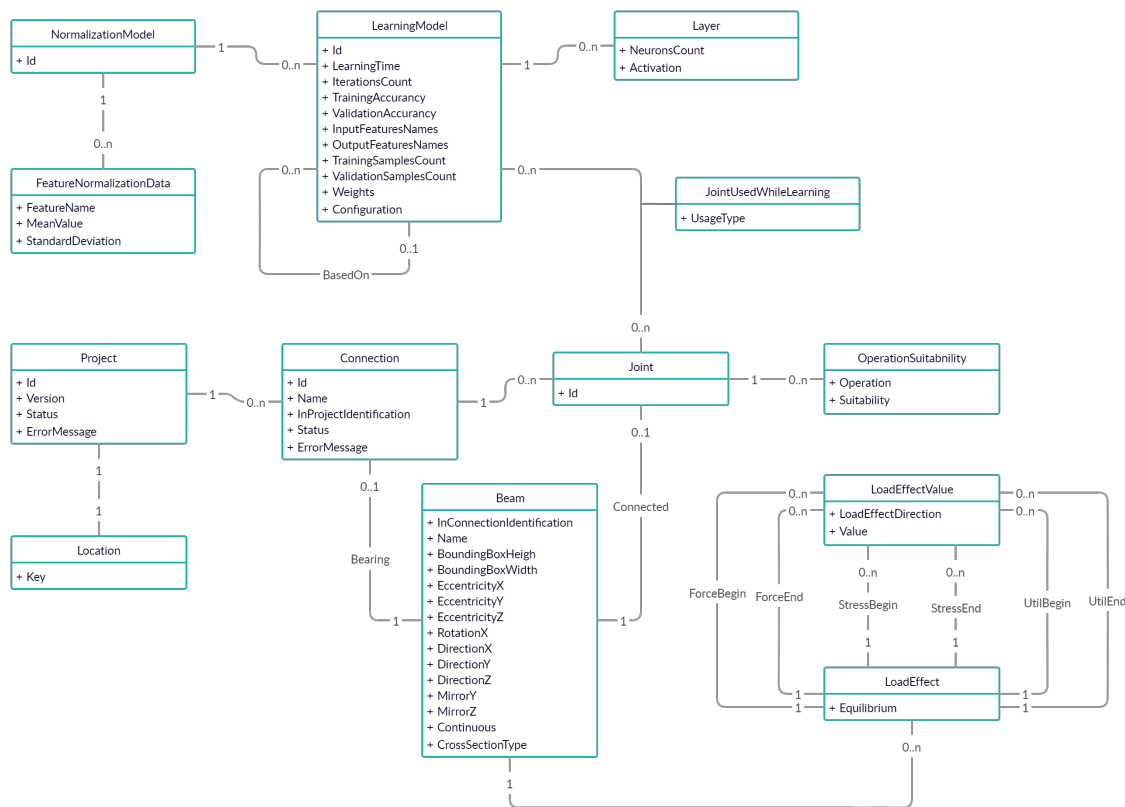 NormalizationModel
+ Id
1
0..n
LearningModel
+ Id
+ LearningTime
+ IterationsCount
+ TrainingAccurancy
+ ValidationAccurancy
+ InputFeaturesNames
+ OutputFeaturesNames
+ TrainingSamplesCount
+ ValidationSamplesCount
+ Weights
+ Configuration
1
0..n
Layer
+ NeuronsCount
+ Activation
1
0..n
FeatureNormalizationData
+ FeatureName
+ MeanValue
+ StandardDeviation
0..n
0..1
BasedOn
0..n
JointUsedWhileLearning
+ UsageType
0..n
Project
+ Id
+ Version
+ Status
+ ErrorMessage
1
0..n
Connection
+ Id
+ Name
+ InProjectIdentification
+ Status
+ ErrorMessage
1
0..n
Joint
+ Id
1
0..n
OperationSuitabnility
+ Operation
+ Suitability
1
1
Location
+ Key
0..1
Bearing
1
Beam
+ InConnectionIdentification
+ Name
+ BoundingBoxHeigh
+ BoundingBoxWidth
+ EccentricityX
+ EccentricityY
+ EccentricityZ
+ RotationX
+ DirectionX
+ DirectionY
+ DirectionZ
+ MirrorY
+ MirrorZ
+ Continuous
+ CrossSectionType
0..1
Connected
1
LoadEffectValue
+ LoadEffectDirection
+ Value
0..n
0..n
0..n
0..n
0..n
0..n
ForceBegin
ForceEnd
StressBegin
StressEnd
UtilBegin
UtilEnd
1
1
1
1
1
1
LoadEffect
+ Equilibrium
0..n
1